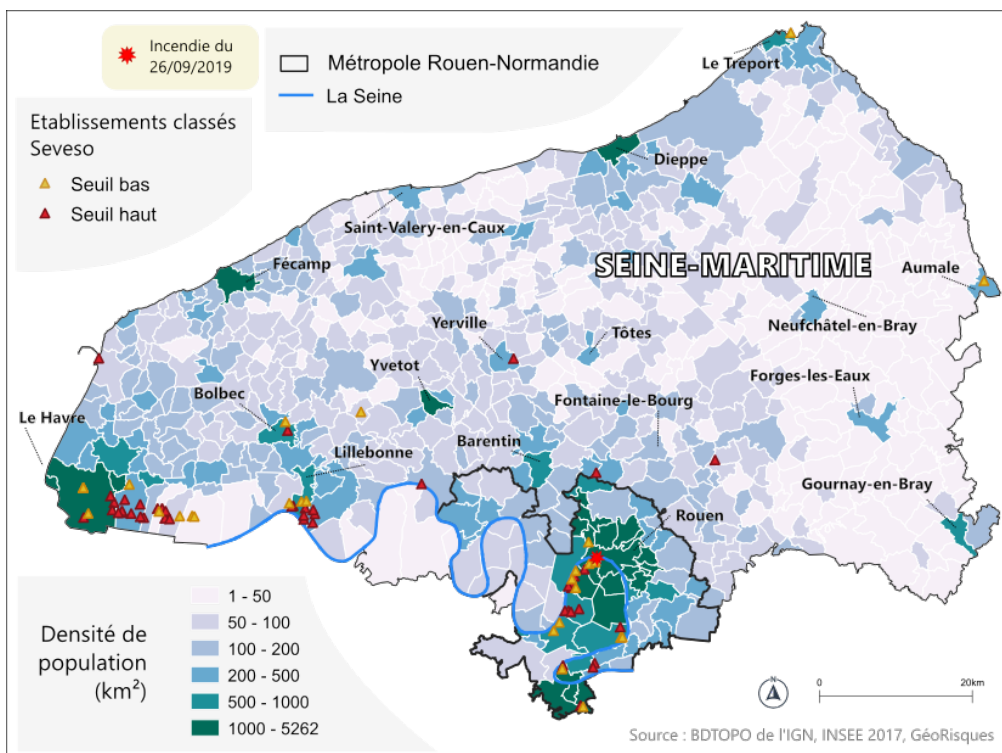 Incendie du
26/09/2019
Métropole Rouen-Normandie
La Seine
Etablissements classés
Seveso
Seuil bas
Seuil haut
Le Tréport
Dieppe
Saint-Valery-en-Caux
Fécamp
SEINE-MARITIME
Aumale
Neufchâtel-en-Bray
Yerville
Tôtes
Yvetot
Forges-les-Eaux
Bolbec
Fontaine-le-Bourg
Le Havre
Lillebonne
Barentin
Gournay-en-Bray
Rouen
Densité de
population
(km²)
1 - 50
50 - 100
100 - 200
200 - 500
500 - 1000
1000 - 5262
N
0
20km
Source : BDTOPO de l'IGN, INSEE 2017, GéoRisques